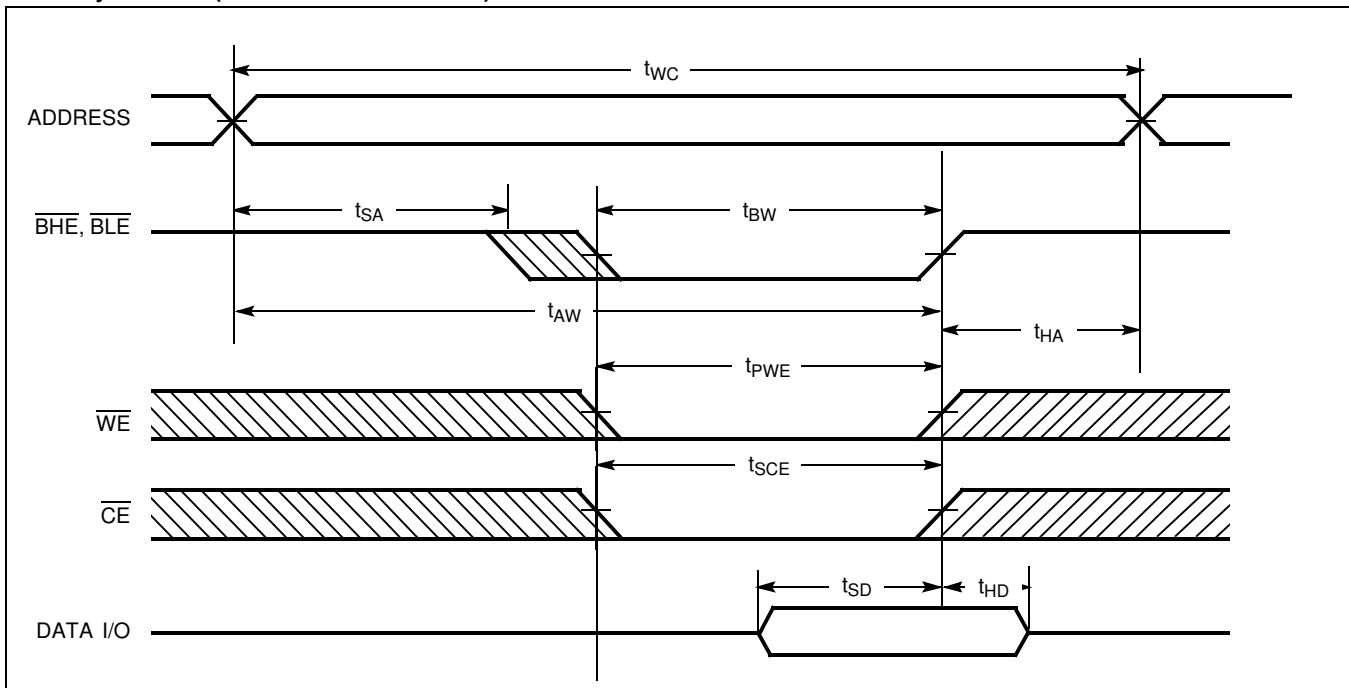 tWC
ADDRESS
tSA
tBW
BHE, BLE
tAW
tHA
tPWE
WE
tSCE
CE
tSD
tHD
DATA I/O